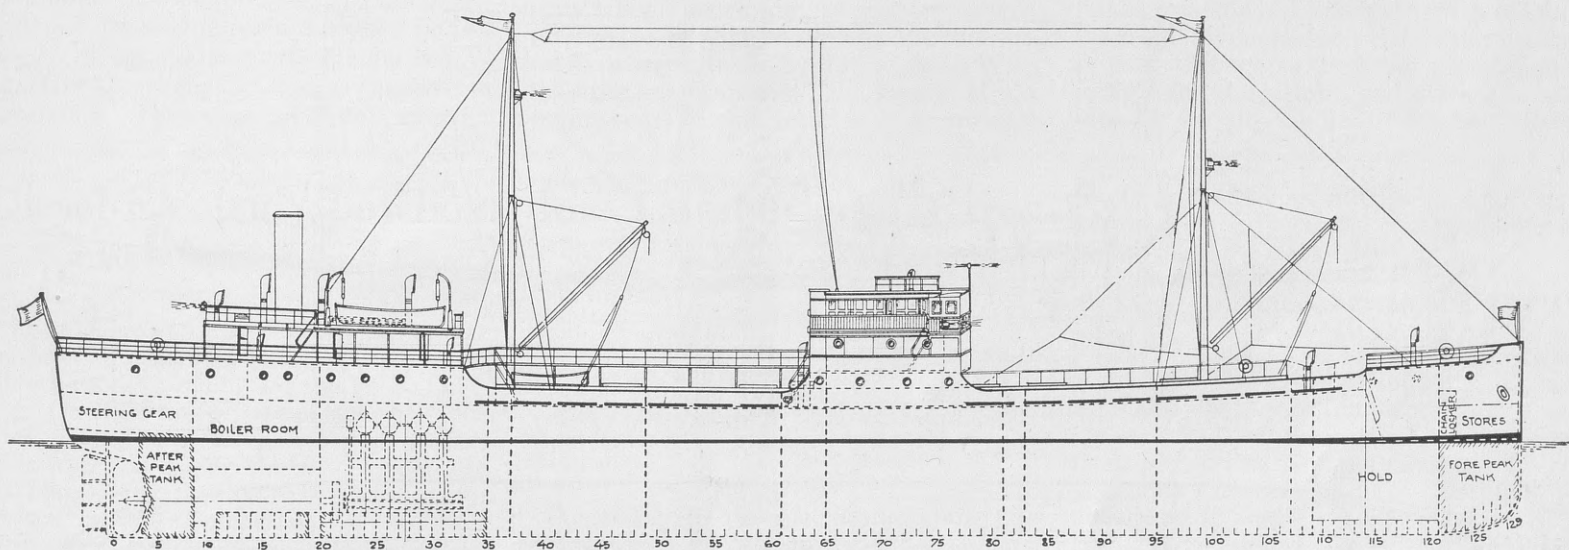 STEERING GEAR
BOILER ROOM
CHAIN
LOCKER
STORES
AFTER
PEAK
TANK
HOLD
FORE PEAK
TANK
0 5 10 15 20 25 30 35 40 45 50 55 60 65 70 75 80 85 90 95 100 105 110 115 120 125 129